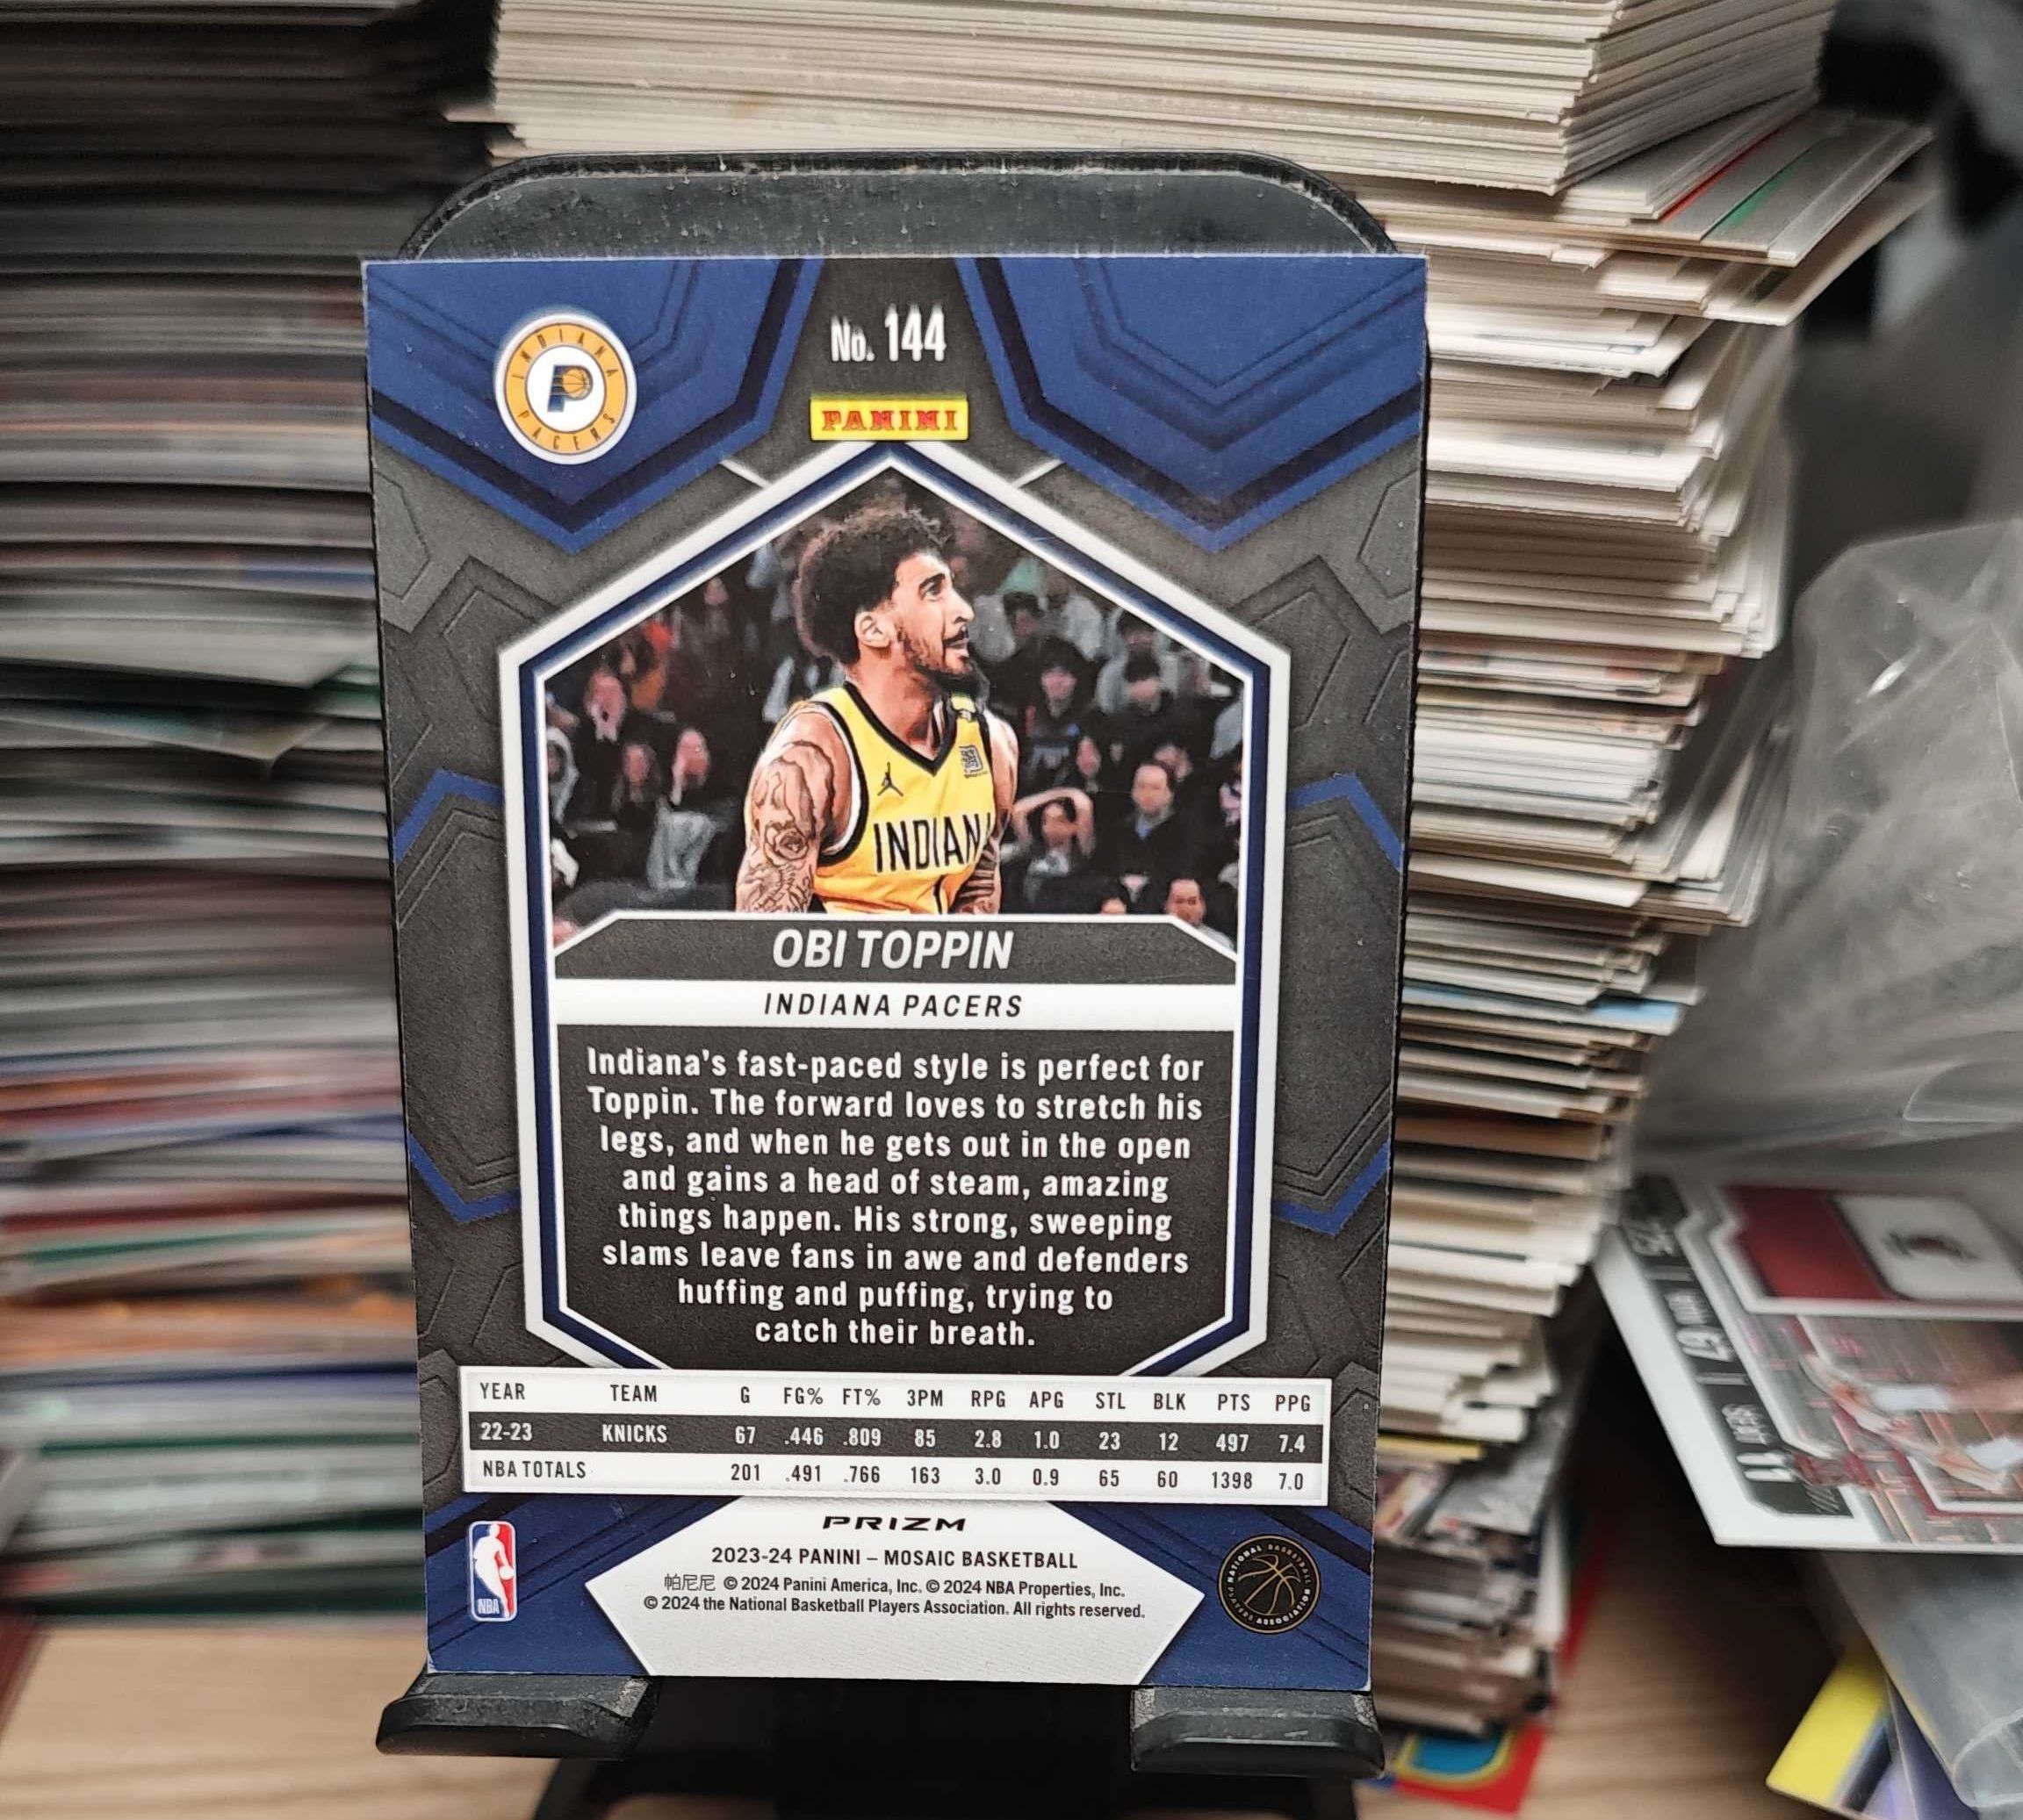 No. 144
INDIANA
PACERS
PANINI
INDIANA
OBI TOPPIN
INDIANA PACERS
Indiana's fast-paced style is perfect for
Toppin. The forward loves to stretch his
legs, and when he gets out in the open
and gains a head of steam, amazing
things happen. His strong, sweeping
slams leave fans in awe and defenders
huffing and puffing, trying to
catch their breath.
YEAR TEAM G FG% FT% 3PM RPG APG STL BLK PTS PPG
22-23 KNICKS 67 .446 .809 85 2.8 1.0 23 12 497 7.4
NBA TOTALS 201 .491 .766 163 3.0 0.9 65 60 1398 7.0
PRIZM
2023-24 PANINI – MOSAIC BASKETBALL
帕尼尼 © 2024 Panini America, Inc. © 2024 NBA Properties, Inc.
© 2024 the National Basketball Players Association. All rights reserved.
NBA
NATIONAL BASKETBALL
PLAYERS ASSOCIATION